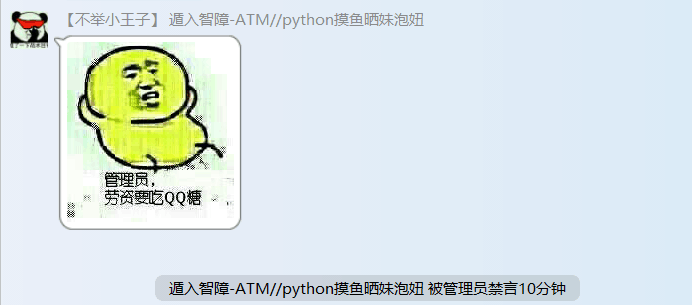 【不举小王子】 遁入智障-ATM//python摸鱼晒妹泡妞
管理员，
劳资要吃QQ糖
遁入智障-ATM//python摸鱼晒妹泡妞 被管理员禁言10分钟